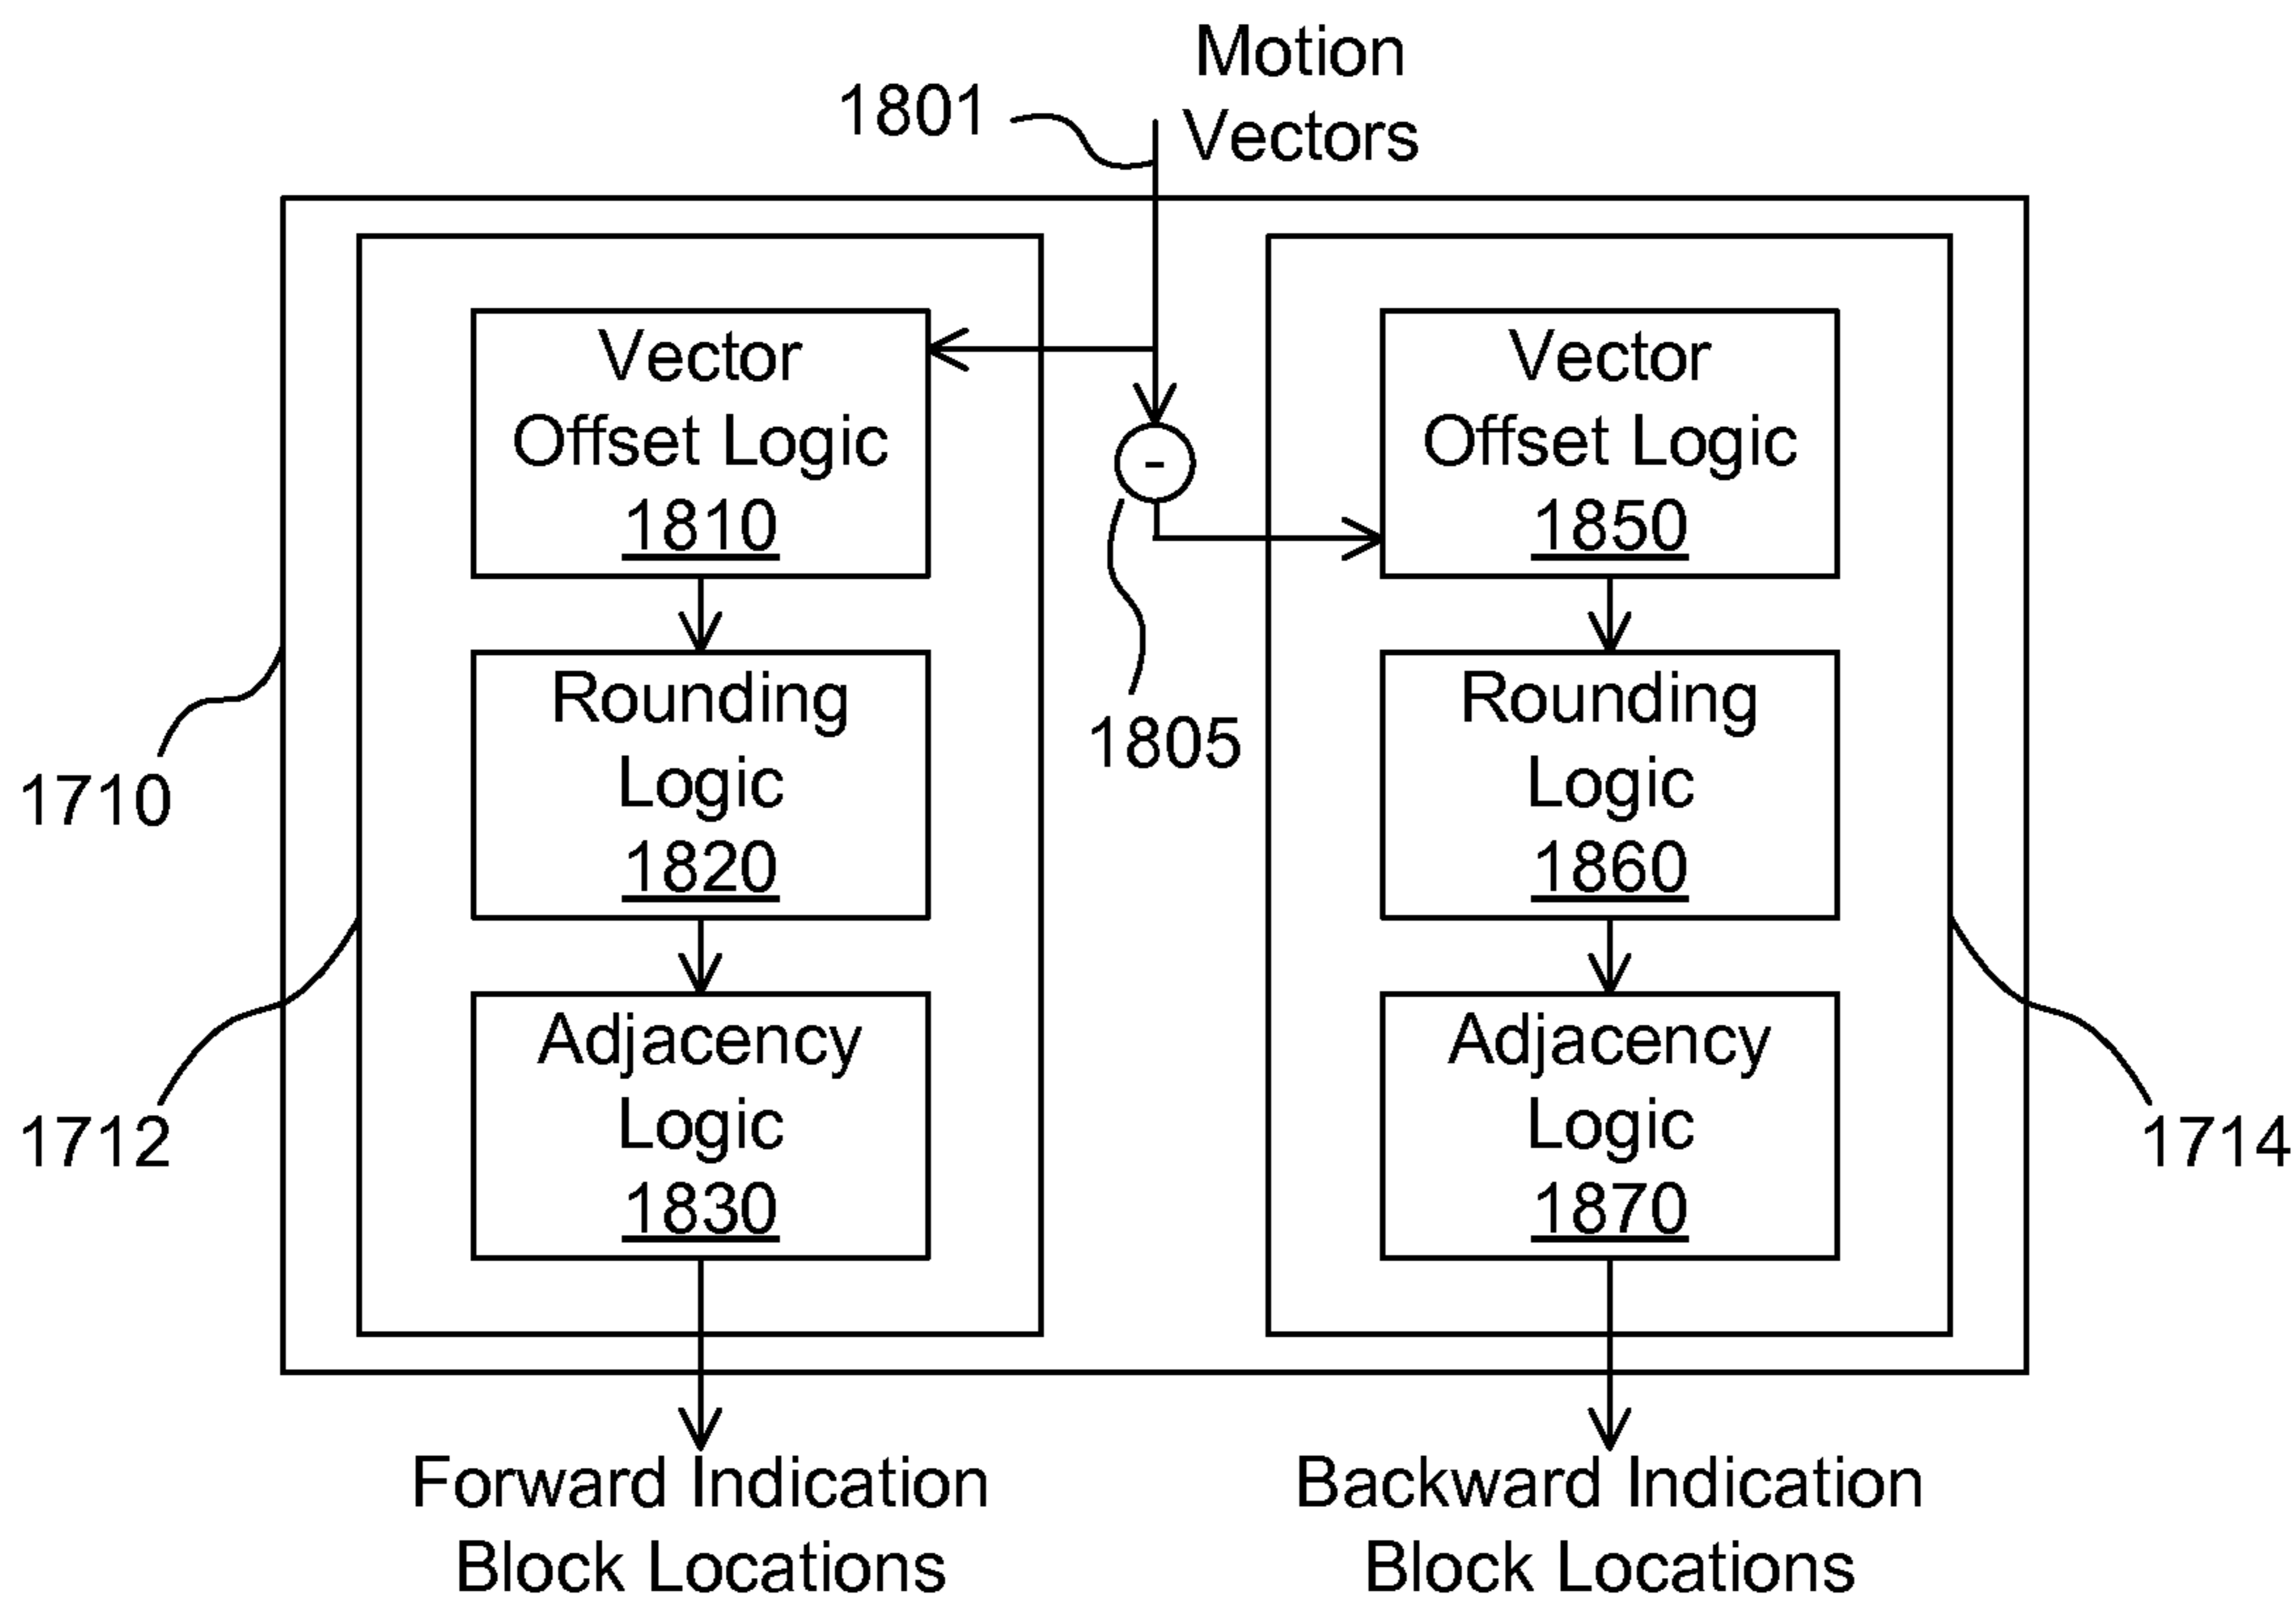 Motion
Vectors
1801
Vector
Offset Logic
1810
-
Vector
Offset Logic
1850
Rounding
Logic
1820
1805
Rounding
Logic
1860
1710
Adjacency
Logic
1830
Adjacency
Logic
1870
1712
1714
Forward Indication
Block Locations
Backward Indication
Block Locations